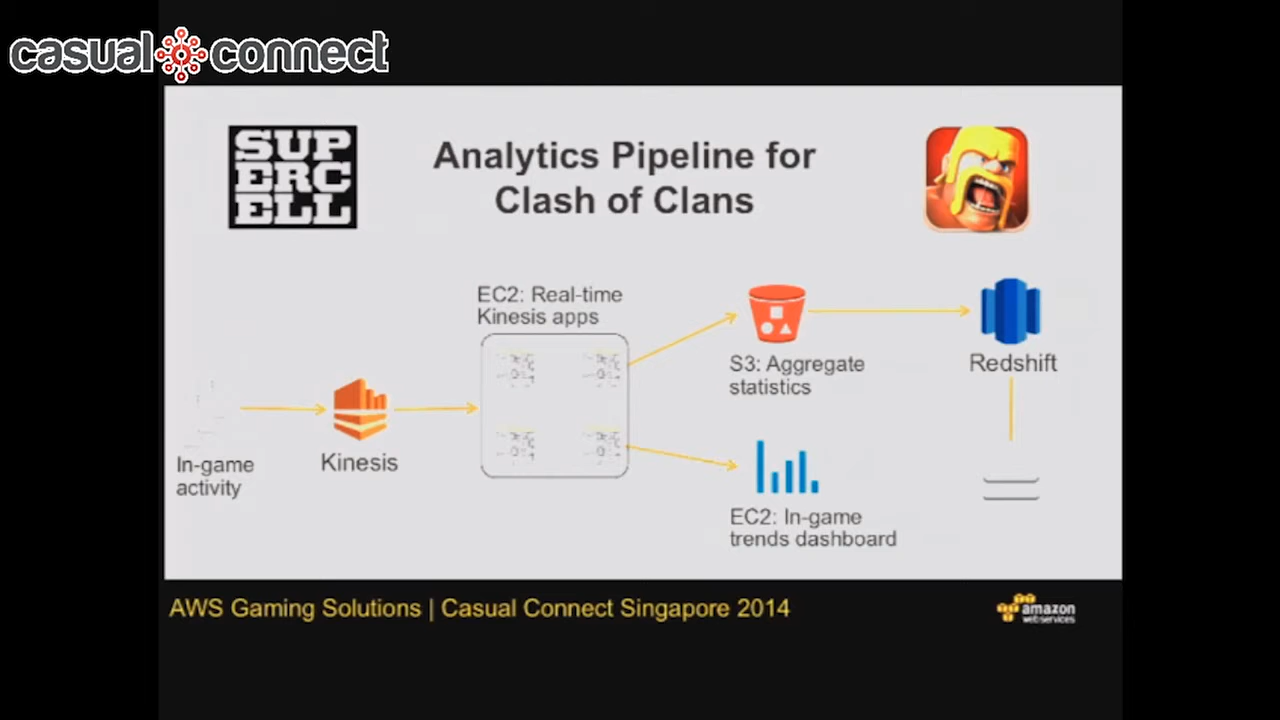 casual connect
SUP
ERC
ELL
Analytics Pipeline for
Clash of Clans
EC2: Real-time
Kinesis apps
S3: Aggregate
statistics
Redshift
In-game
activity
Kinesis
EC2: In-game
trends dashboard
AWS Gaming Solutions | Casual Connect Singapore 2014
amazon
webservices